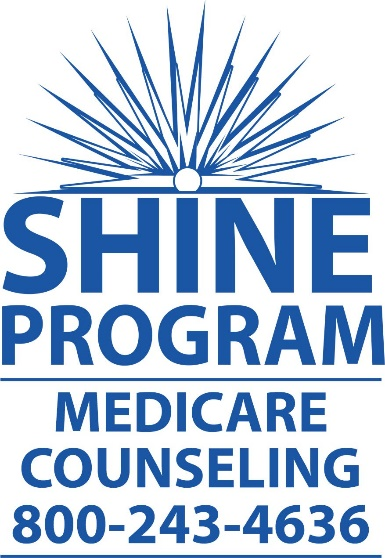 SHINE
PROGRAM
MEDICARE
COUNSELING
800-243-4636